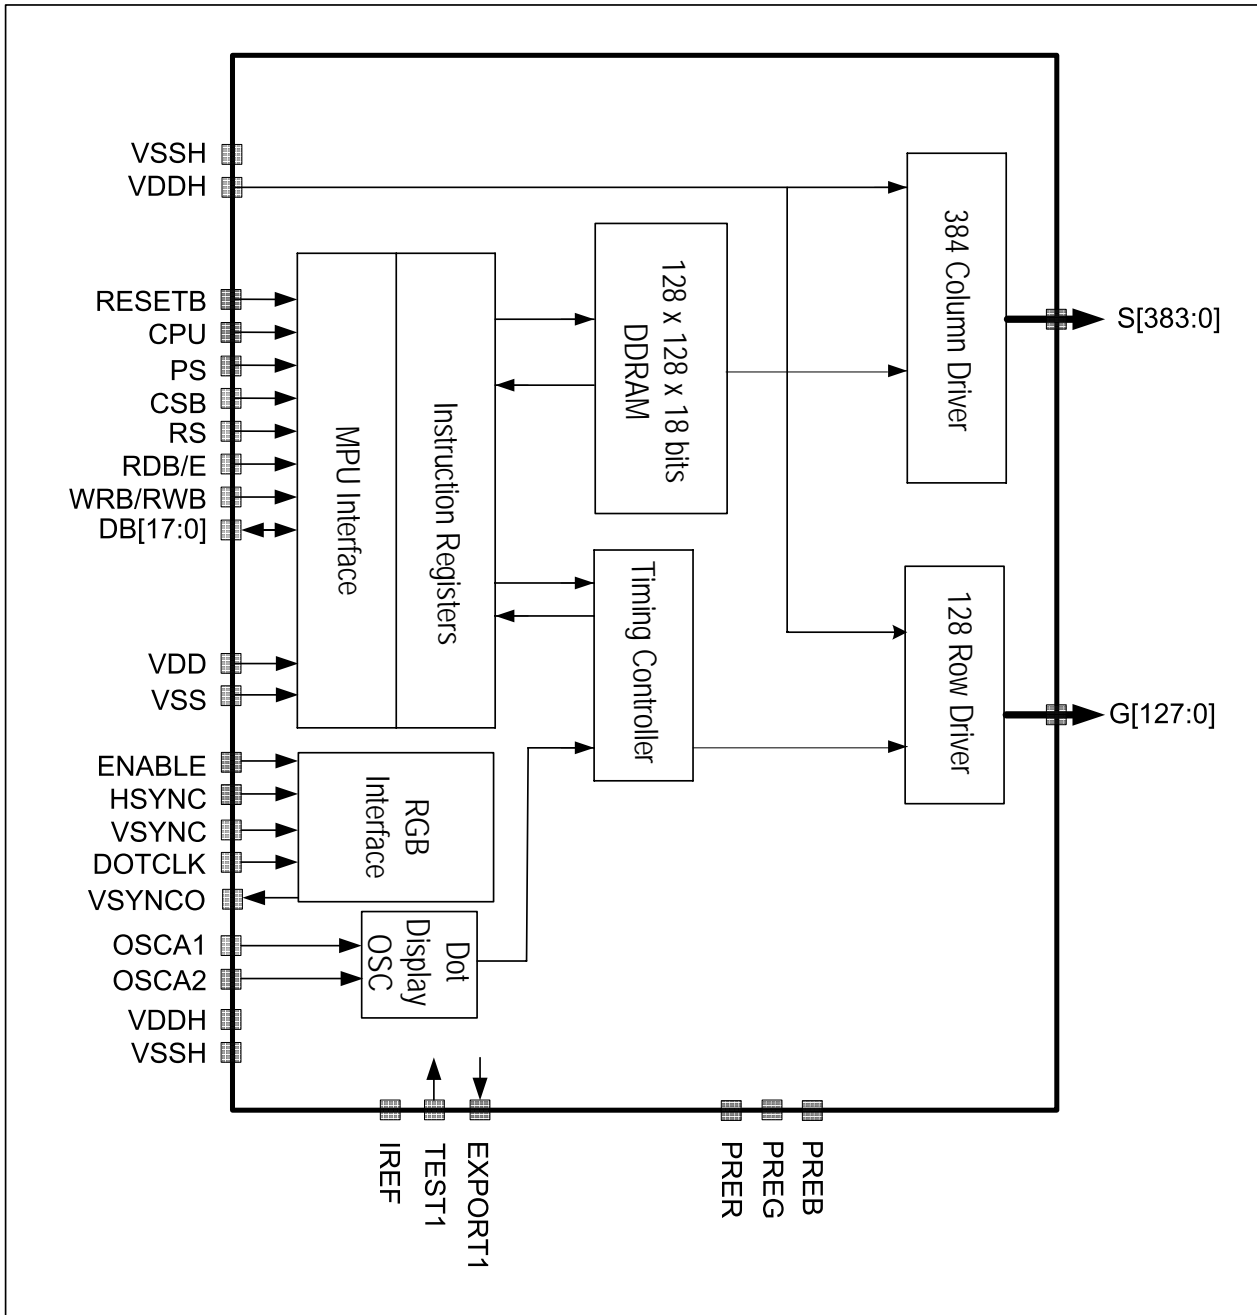 VSSH
VDDH
RESETB
CPU
PS
CSB
RS
RDB/E
WRB/RWB
DB[17:0]
VDD
VSS
ENABLE
HSYNC
VSYNC
DOTCLK
VSYNCO
OSCA1
OSCA2
VDDH
VSSH
MPU Interface
Instruction Registers
RGB
Interface
Dot
Display
OSC
128 x 128 x 18 bits
DDRAM
Timing Controller
384 Column Driver
128 Row Driver
S[383:0]
G[127:0]
IREF
TEST1
EXPORT1
PRER
PREG
PREB